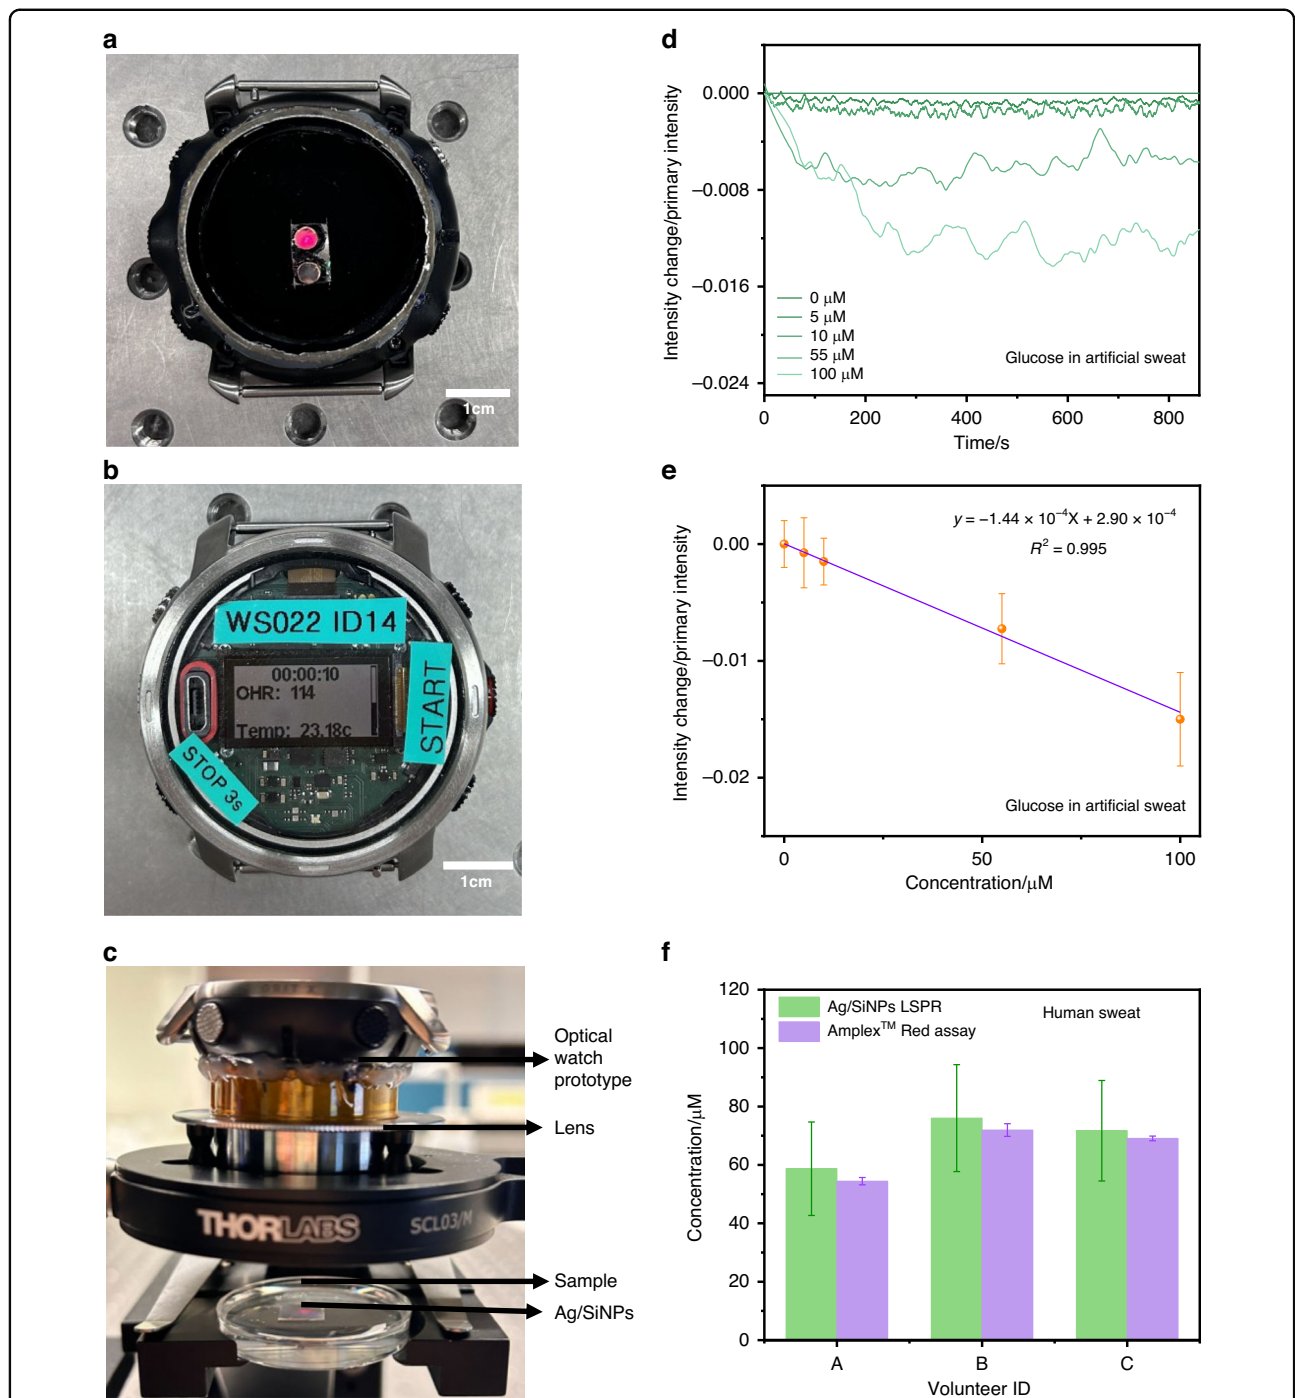 a
1cm
b
WS022 ID14
00:00:10
OHR: 114
Temp: 23.18c
START
STOP 3s
1cm
c
GRIT X
THORLABS
SCL03/M
Optical
watch
prototype
Lens
Sample
Ag/SiNPs
d
Intensity change/primary intensity
0.000
−0.008
−0.016
−0.024
0 μM
5 μM
10 μM
55 μM
100 μM
Glucose in artificial sweat
0 200 400 600 800
Time/s
e
Intensity change/primary intensity
y = −1.44 × 10⁻⁴X + 2.90 × 10⁻⁴
R² = 0.995
0.00
−0.01
−0.02
Glucose in artificial sweat
0 50 100
Concentration/μM
f
Concentration/μM
120
100
80
60
40
20
0
Ag/SiNPs LSPR
Amplex™ Red assay
Human sweat
A B C
Volunteer ID